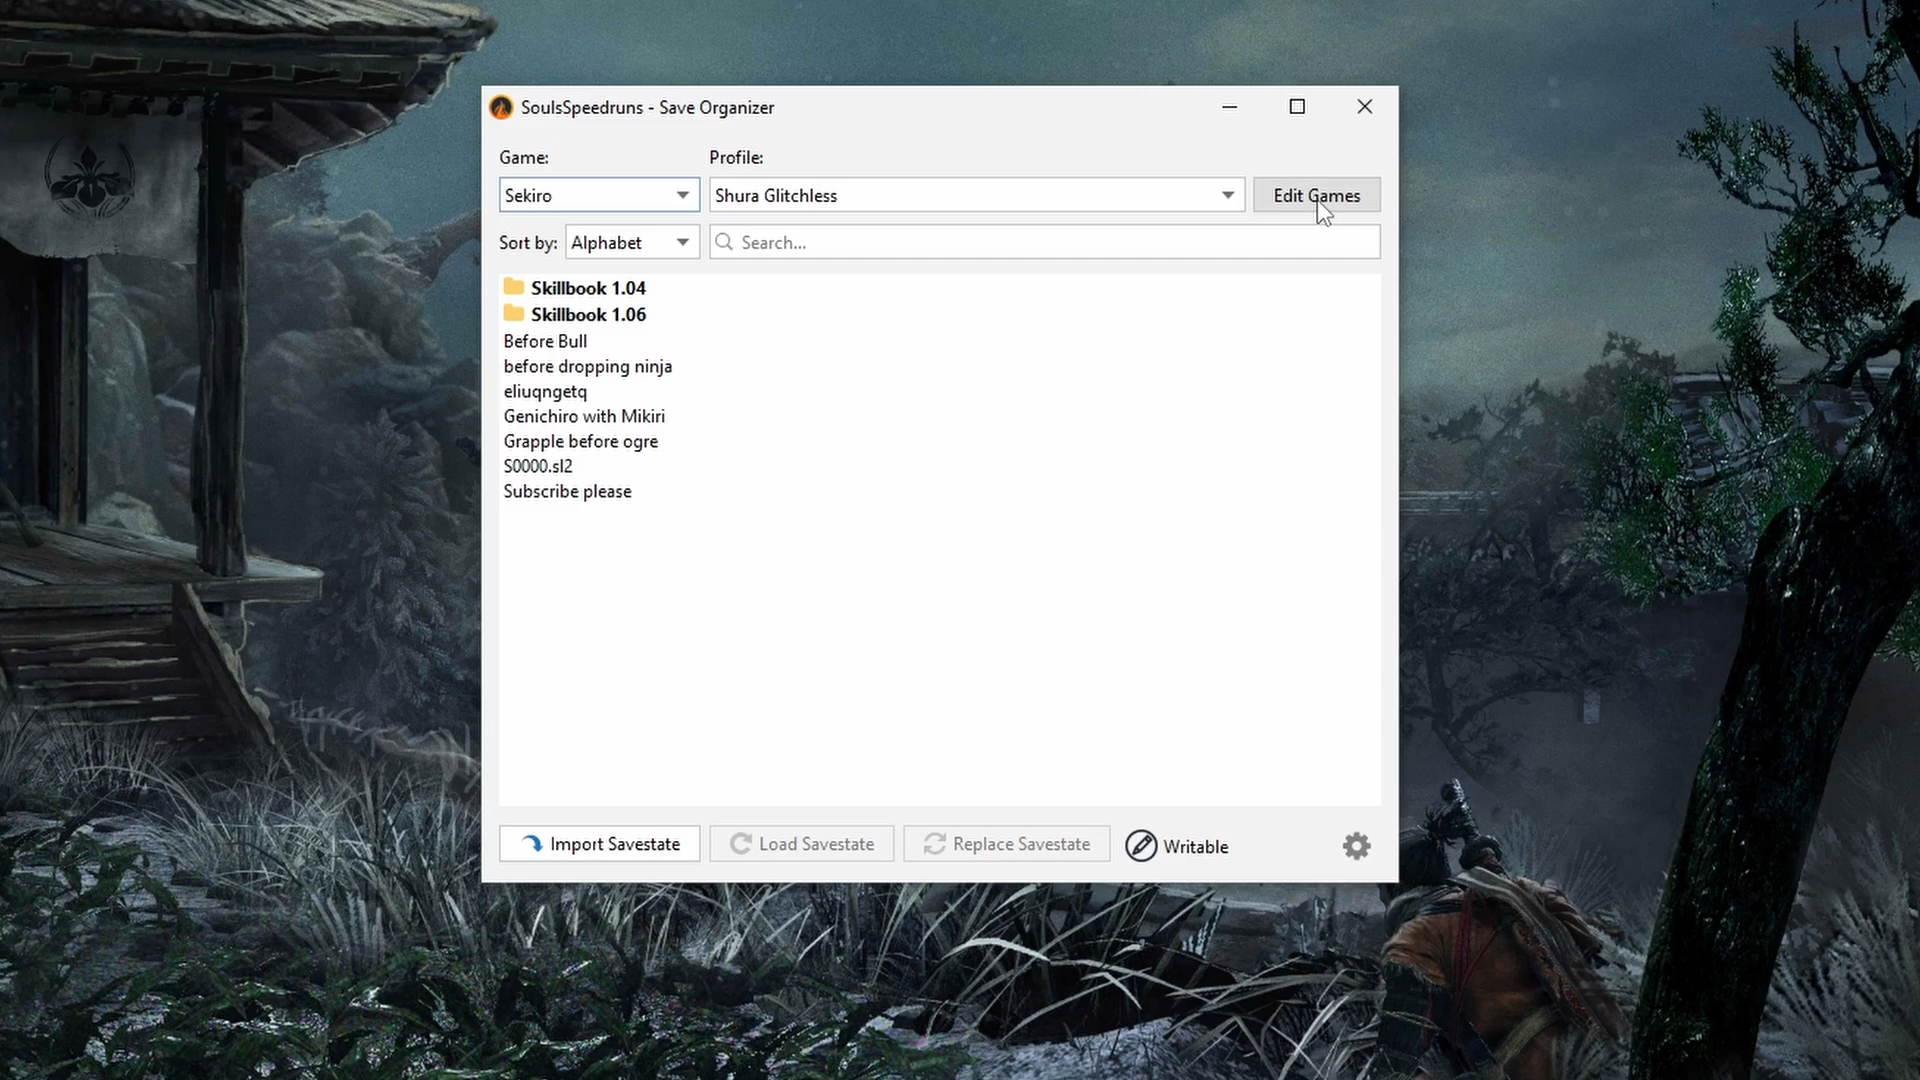 SoulsSpeedruns - Save Organizer
Game:
Profile:
Sekiro
Shura Glitchless
Edit Games
Sort by:
Alphabet
Search...
Skillbook 1.04
Skillbook 1.06
Before Bull
before dropping ninja
eliuqngetq
Genichiro with Mikiri
Grapple before ogre
S0000.sl2
Subscribe please
Import Savestate
Load Savestate
Replace Savestate
Writable